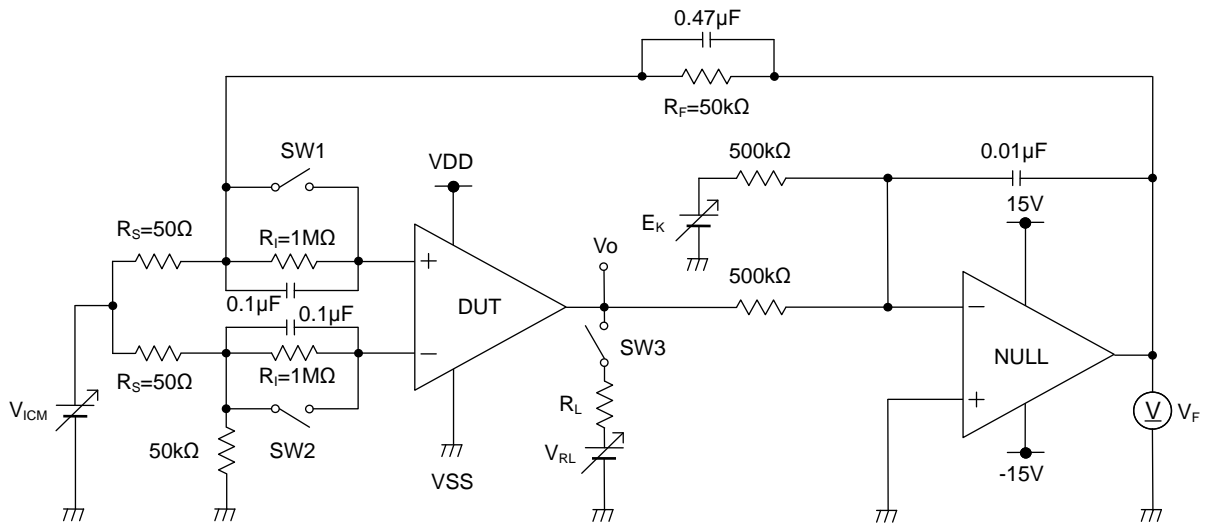 0.47µF
RF=50kΩ
SW1
VDD
500kΩ
0.01µF
15V
EK
RS=50Ω
RI=1MΩ
Vo
500kΩ
0.1µF
0.1µF
DUT
NULL
SW3
RS=50Ω
RI=1MΩ
VICM
RL
V
VF
50kΩ
SW2
VRL
VSS
-15V